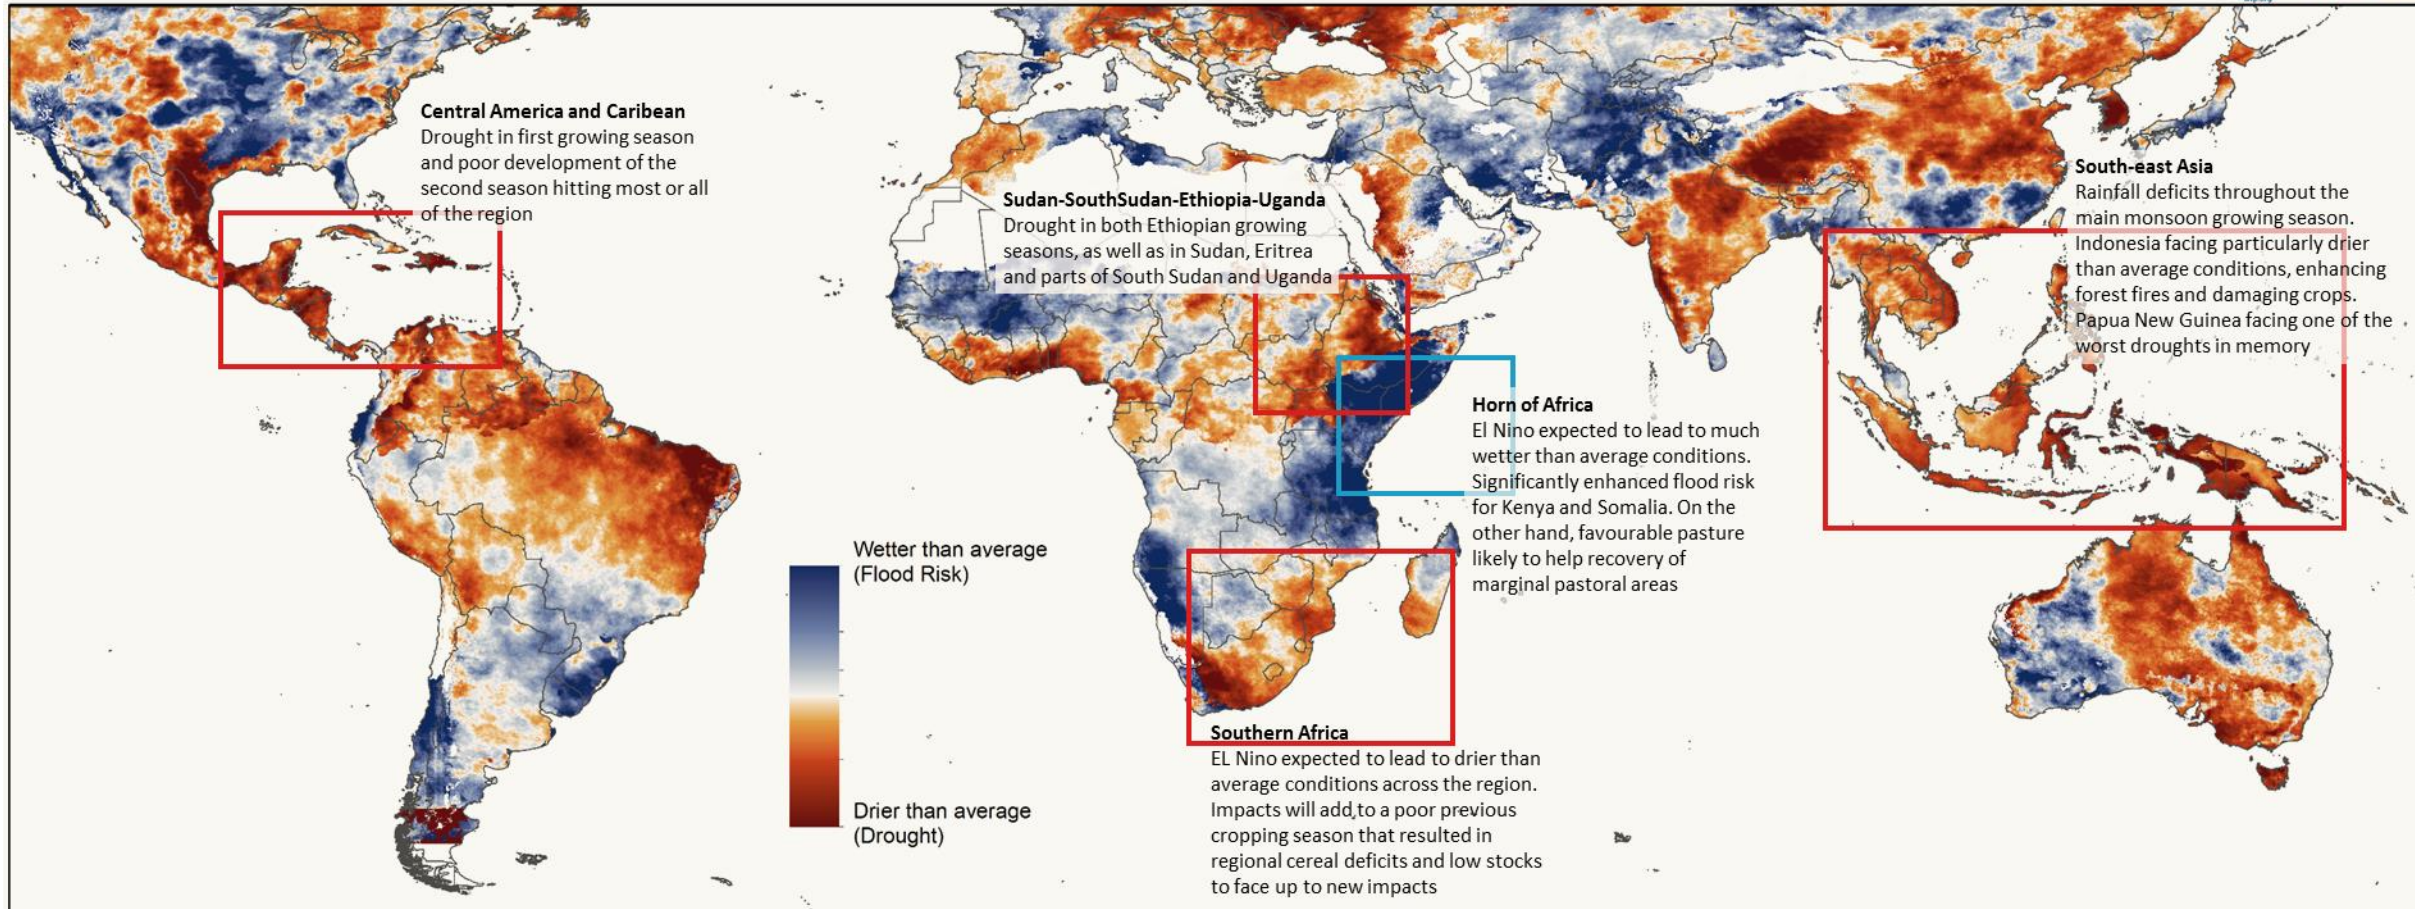 Central America and Caribean
Drought in first growing season
and poor development of the
second season hitting most or all
of the region
Sudan-SouthSudan-Ethiopia-Uganda
Drought in both Ethiopian growing
seasons, as well as in Sudan, Eritrea
and parts of South Sudan and Uganda
South-east Asia
Rainfall deficits throughout the
main monsoon growing season.
Indonesia facing particularly drier
than average conditions, enhancing
forest fires and damaging crops.
Papua New Guinea facing one of the
worst droughts in memory
Horn of Africa
El Nino expected to lead to much
wetter than average conditions.
Significantly enhanced flood risk
for Kenya and Somalia. On the
other hand, favourable pasture
likely to help recovery of
marginal pastoral areas
Wetter than average
(Flood Risk)
Drier than average
(Drought)
Southern Africa
EL Nino expected to lead to drier than
average conditions across the region.
Impacts will add to a poor previous
cropping season that resulted in
regional cereal deficits and low stocks
to face up to new impacts